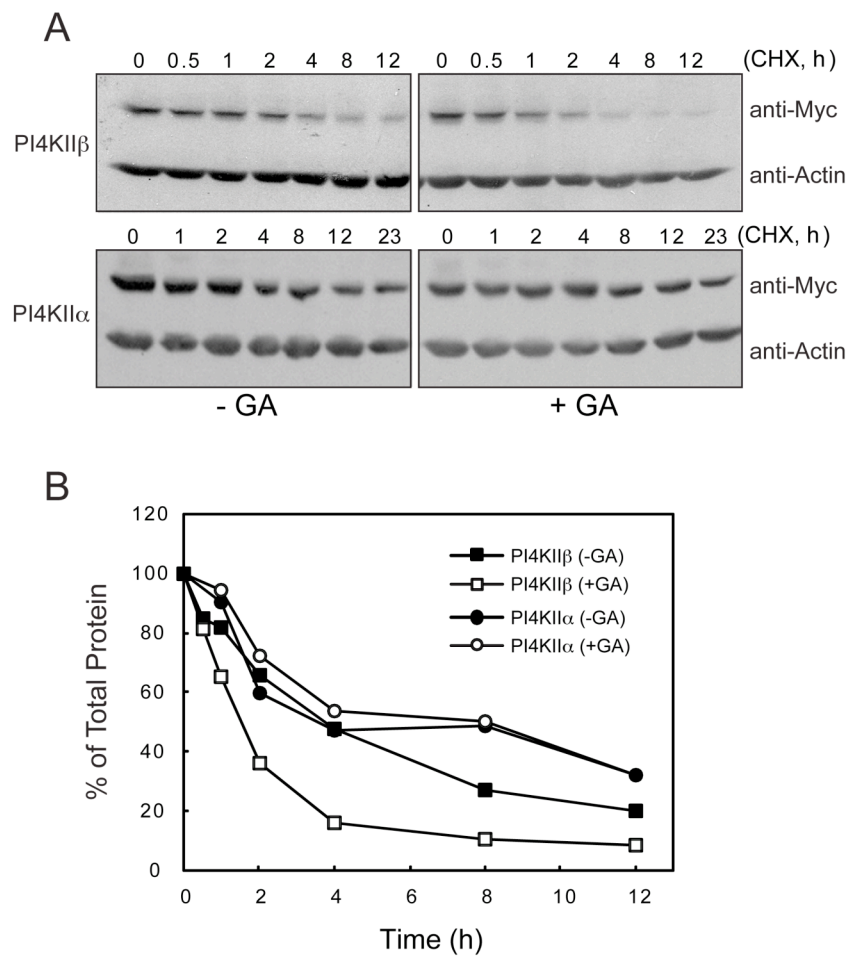 A
0 0.5 1 2 4 8 12 0 0.5 1 2 4 8 12 (CHX, h)
PI4KIIβ
anti-Myc
anti-Actin
0 1 2 4 8 12 23 0 1 2 4 8 12 23 (CHX, h)
PI4KIIα
anti-Myc
anti-Actin
- GA + GA
B
120
100
80
60
40
20
0
% of Total Protein
PI4KIIβ (-GA)
PI4KIIβ (+GA)
PI4KIIα (-GA)
PI4KIIα (+GA)
0 2 4 6 8 10 12
Time (h)